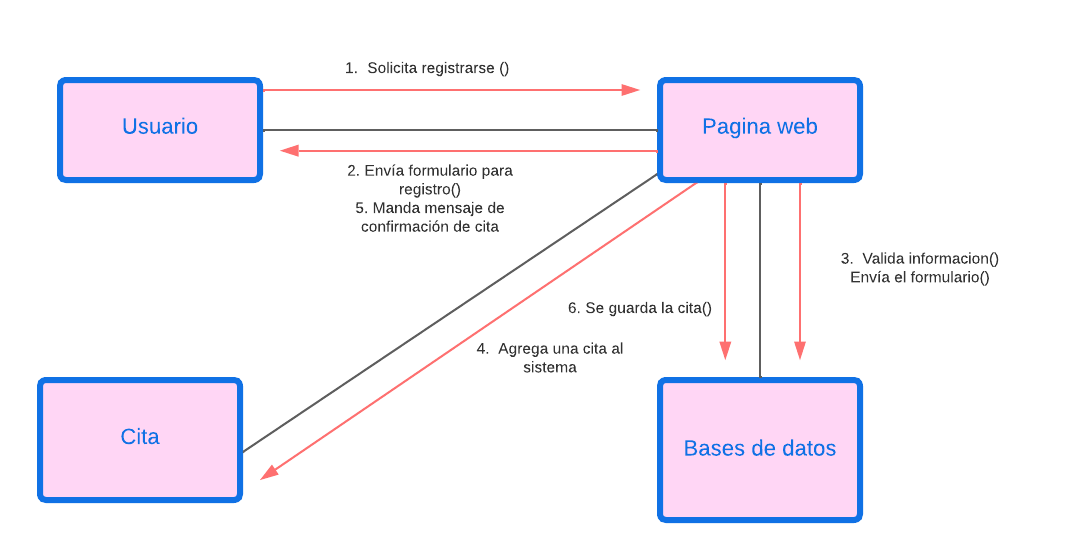 1. Solicita registrarse ()
Usuario
Pagina web
2. Envía formulario para
registro()
5. Manda mensaje de
confirmación de cita
3. Valida informacion()
Envía el formulario()
6. Se guarda la cita()
4. Agrega una cita al
sistema
Cita
Bases de datos